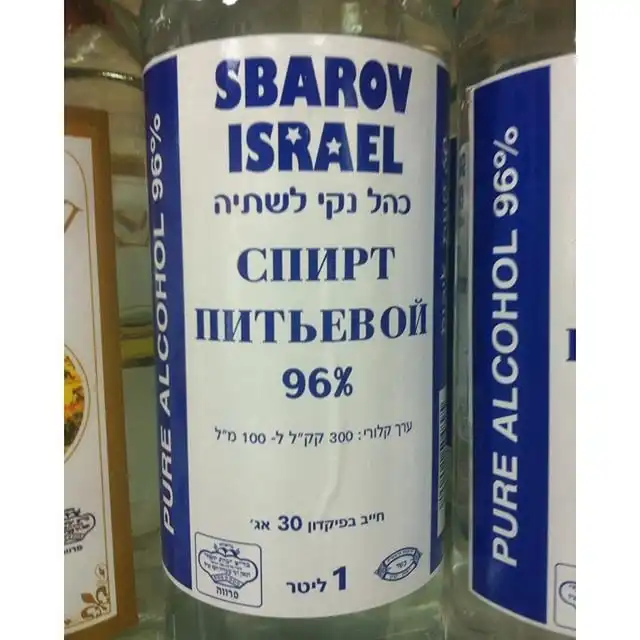 SBAROV
ISRAEL
כהל נקי לשתיה
СПИРТ
ПИТЬЕВОЙ
96%
ערך קלורי: 300 קק"ל ל- 100 מ"ל
חייב בפיקדון 30 אג'
1 ליטר
פרווה
PURE ALCOHOL 96%
PURE ALCOHOL 96%